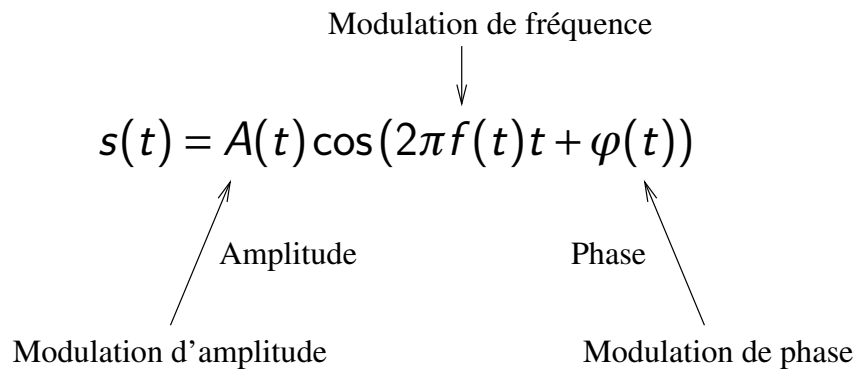 Modulation de fréquence
s(t) = A(t) cos(2πf(t)t + φ(t))
Amplitude
Phase
Modulation d'amplitude
Modulation de phase